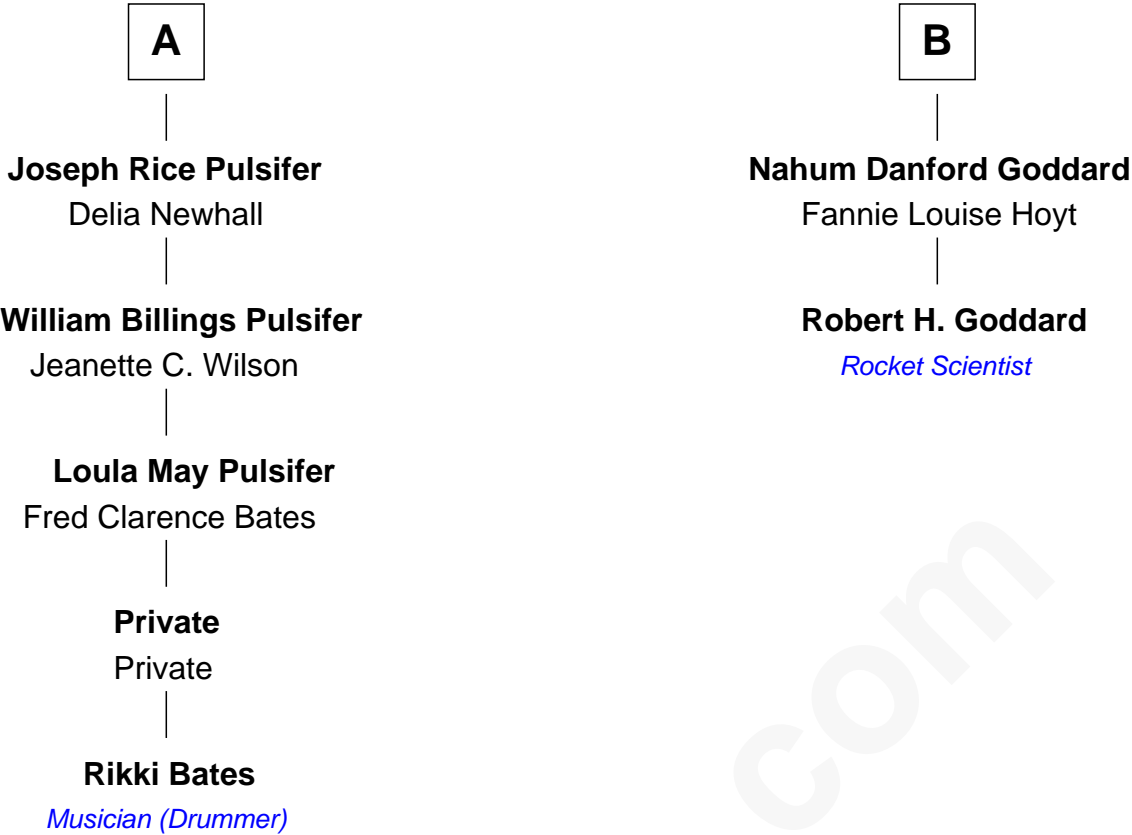 A
Joseph Rice Pulsifer
Delia Newhall
William Billings Pulsifer
Jeanette C. Wilson
Loula May Pulsifer
Fred Clarence Bates
Private
Private
Rikki Bates
Musician (Drummer)
B
Nahum Danford Goddard
Fannie Louise Hoyt
Robert H. Goddard
Rocket Scientist
com